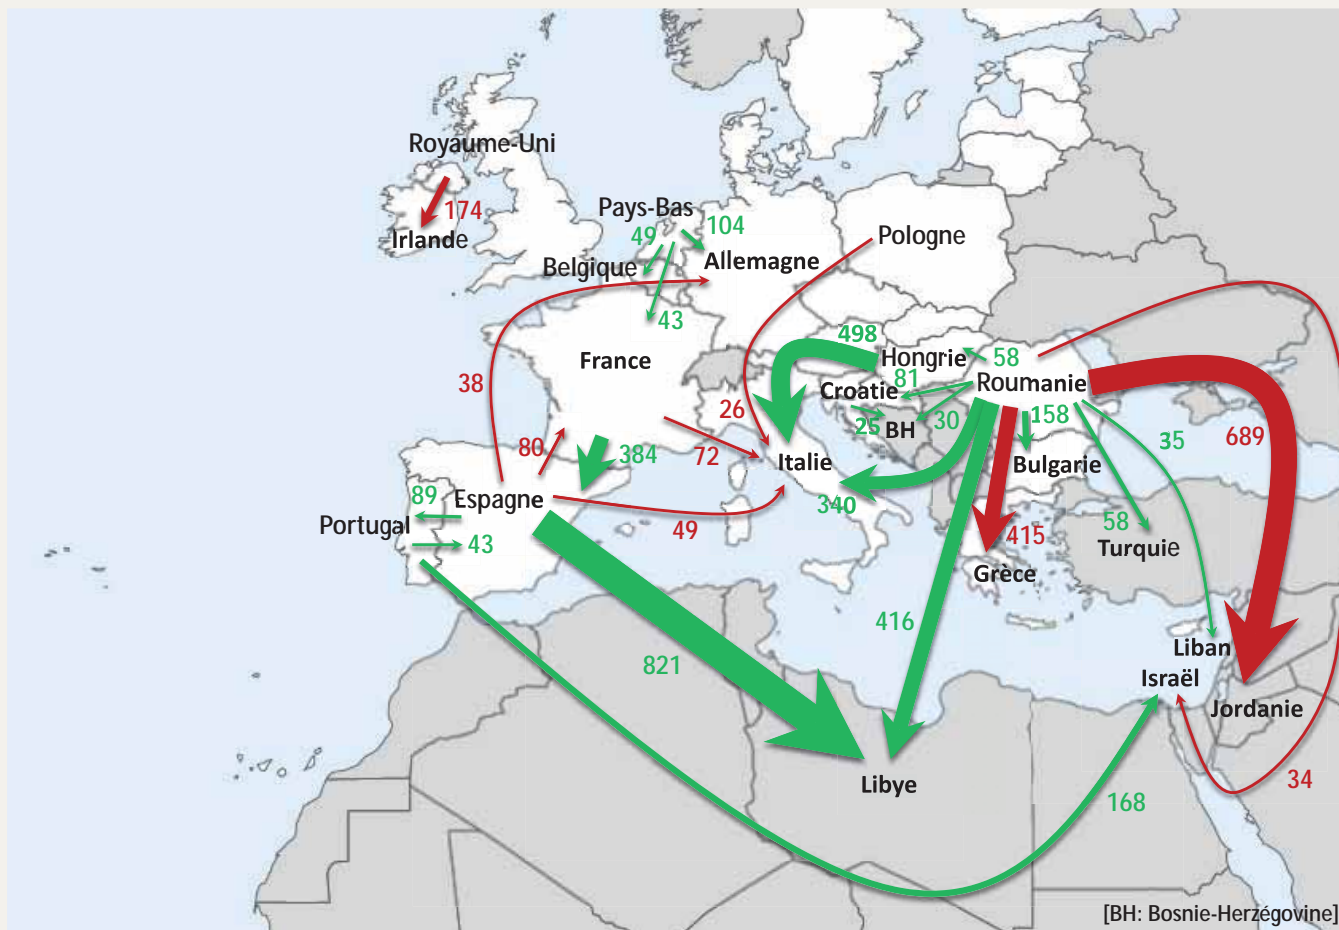 Royaume-Uni
174
Irlande
Pays-Bas
104
49
Belgique
Allemagne
43
Pologne
France
38
498
Hongrie
58
81
Croatie
Roumanie
26
25
BH
30
158
35
689
80
384
72
Italie
Bulgarie
89
Espagne
340
Portugal
43
49
415
58
Turquie
Grèce
416
821
Liban
Israël
Jordanie
Libye
168
34
[BH: Bosnie-Herzégovine]